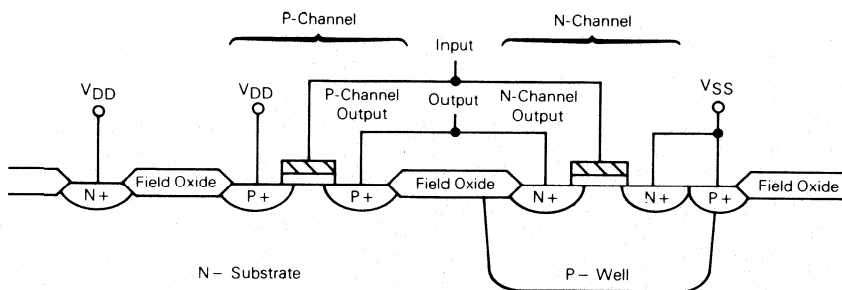 P-Channel
N-Channel
Input
VDD
VDD
P-Channel
Output
Output
N-Channel
Output
VSS
N+
Field Oxide
P+
P+
Field Oxide
N+
N+
P+
Field Oxide
N – Substrate
P – Well